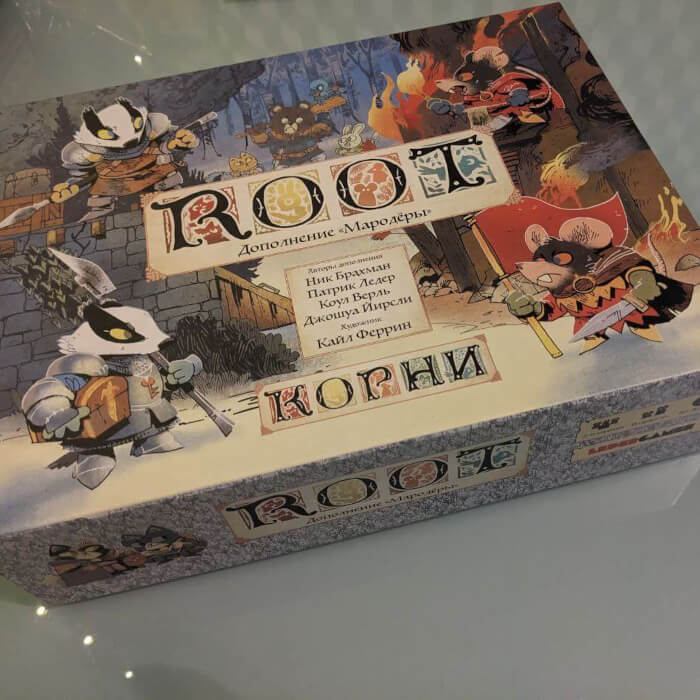 ROOT
Дополнение «Мародёры»
Авторы дополнения
Ник Брахман
Патрик Ледер
Коул Верль
Джошуа Йирсли
Художник
Кайл Феррин
КОРНИ
ROOT
Дополнение «Мародёры»